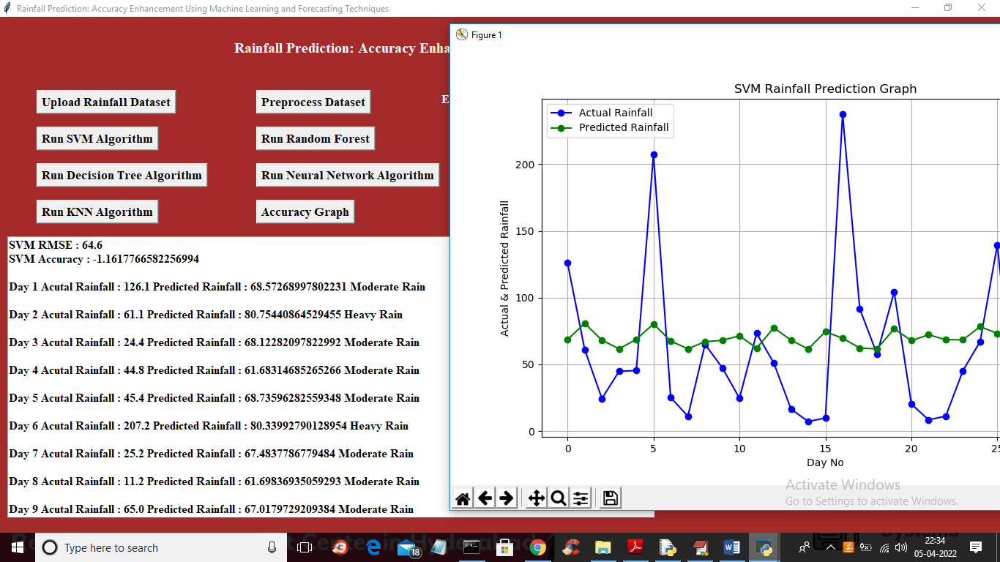 Rainfall Prediction: Accuracy Enhancement Using Machine Learning and Forecasting Techniques
Rainfall Prediction: Accuracy Enha
Upload Rainfall Dataset
Preprocess Dataset
E
Run SVM Algorithm
Run Random Forest
Run Decision Tree Algorithm
Run Neural Network Algorithm
Run KNN Algorithm
Accuracy Graph
SVM RMSE : 64.6
SVM Accuracy : -1.1617766582256994
Day 1 Acutal Rainfall : 126.1 Predicted Rainfall : 68.57268997802231 Moderate Rain
Day 2 Acutal Rainfall : 61.1 Predicted Rainfall : 80.75440864529455 Heavy Rain
Day 3 Acutal Rainfall : 24.4 Predicted Rainfall : 68.12282097822992 Moderate Rain
Day 4 Acutal Rainfall : 44.8 Predicted Rainfall : 61.68314685265266 Moderate Rain
Day 5 Acutal Rainfall : 45.4 Predicted Rainfall : 68.73596282559348 Moderate Rain
Day 6 Acutal Rainfall : 207.2 Predicted Rainfall : 80.33992790128954 Heavy Rain
Day 7 Acutal Rainfall : 25.2 Predicted Rainfall : 67.4837786779484 Moderate Rain
Day 8 Acutal Rainfall : 11.2 Predicted Rainfall : 61.69836935059293 Moderate Rain
Day 9 Acutal Rainfall : 65.0 Predicted Rainfall : 67.0179729209384 Moderate Rain
Figure 1
SVM Rainfall Prediction Graph
Actual Rainfall
Predicted Rainfall
Actual & Predicted Rainfall
200
150
100
50
0
0 5 10 15 20 25
Day No
Activate Windows
Go to Settings to activate Windows.
Type here to search
18
22:34
05-04-2022